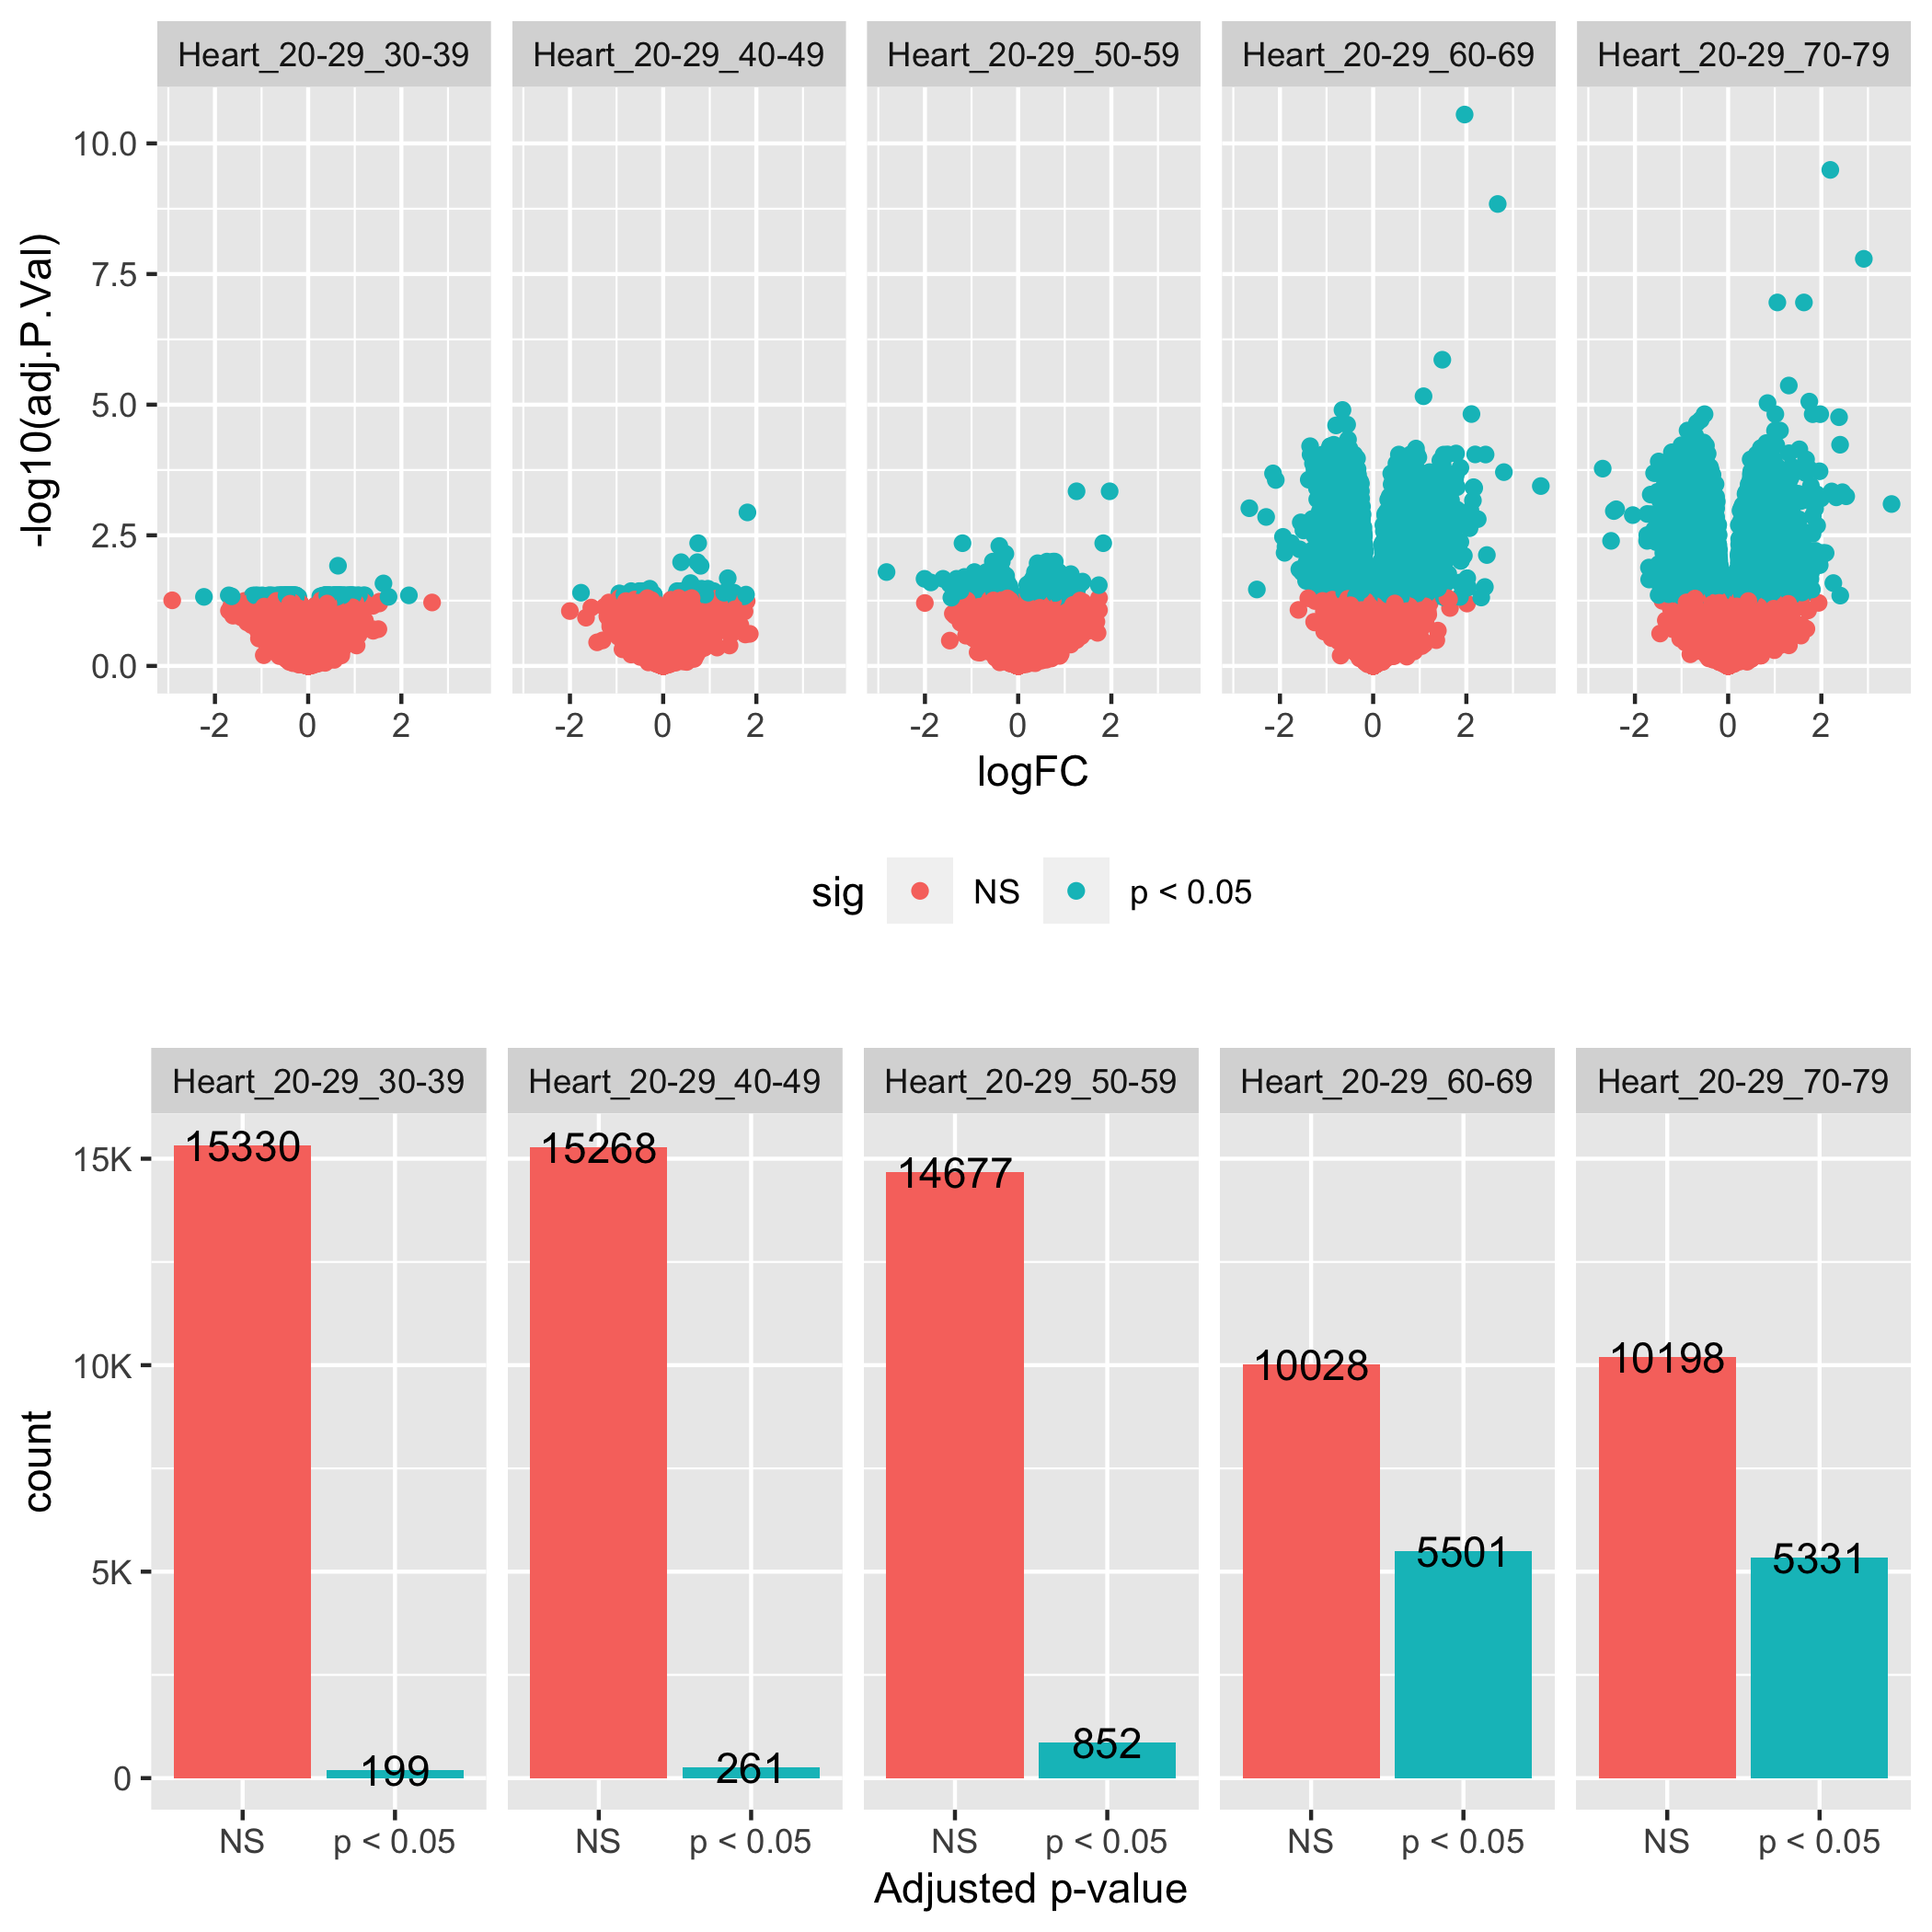 Heart_20-29_30-39 Heart_20-29_40-49 Heart_20-29_50-59 Heart_20-29_60-69 Heart_20-29_70-79
-log10(adj.P.Val)
10.0
7.5
5.0
2.5
0.0
-2 0 2 -2 0 2 -2 0 2 -2 0 2 -2 0 2
logFC
sig NS p < 0.05
Heart_20-29_30-39 Heart_20-29_40-49 Heart_20-29_50-59 Heart_20-29_60-69 Heart_20-29_70-79
count
15K
10K
5K
0
15330 199 15268 261 14677 852 10028 5501 10198 5331
NS p < 0.05 NS p < 0.05 NS p < 0.05 NS p < 0.05 NS p < 0.05
Adjusted p-value